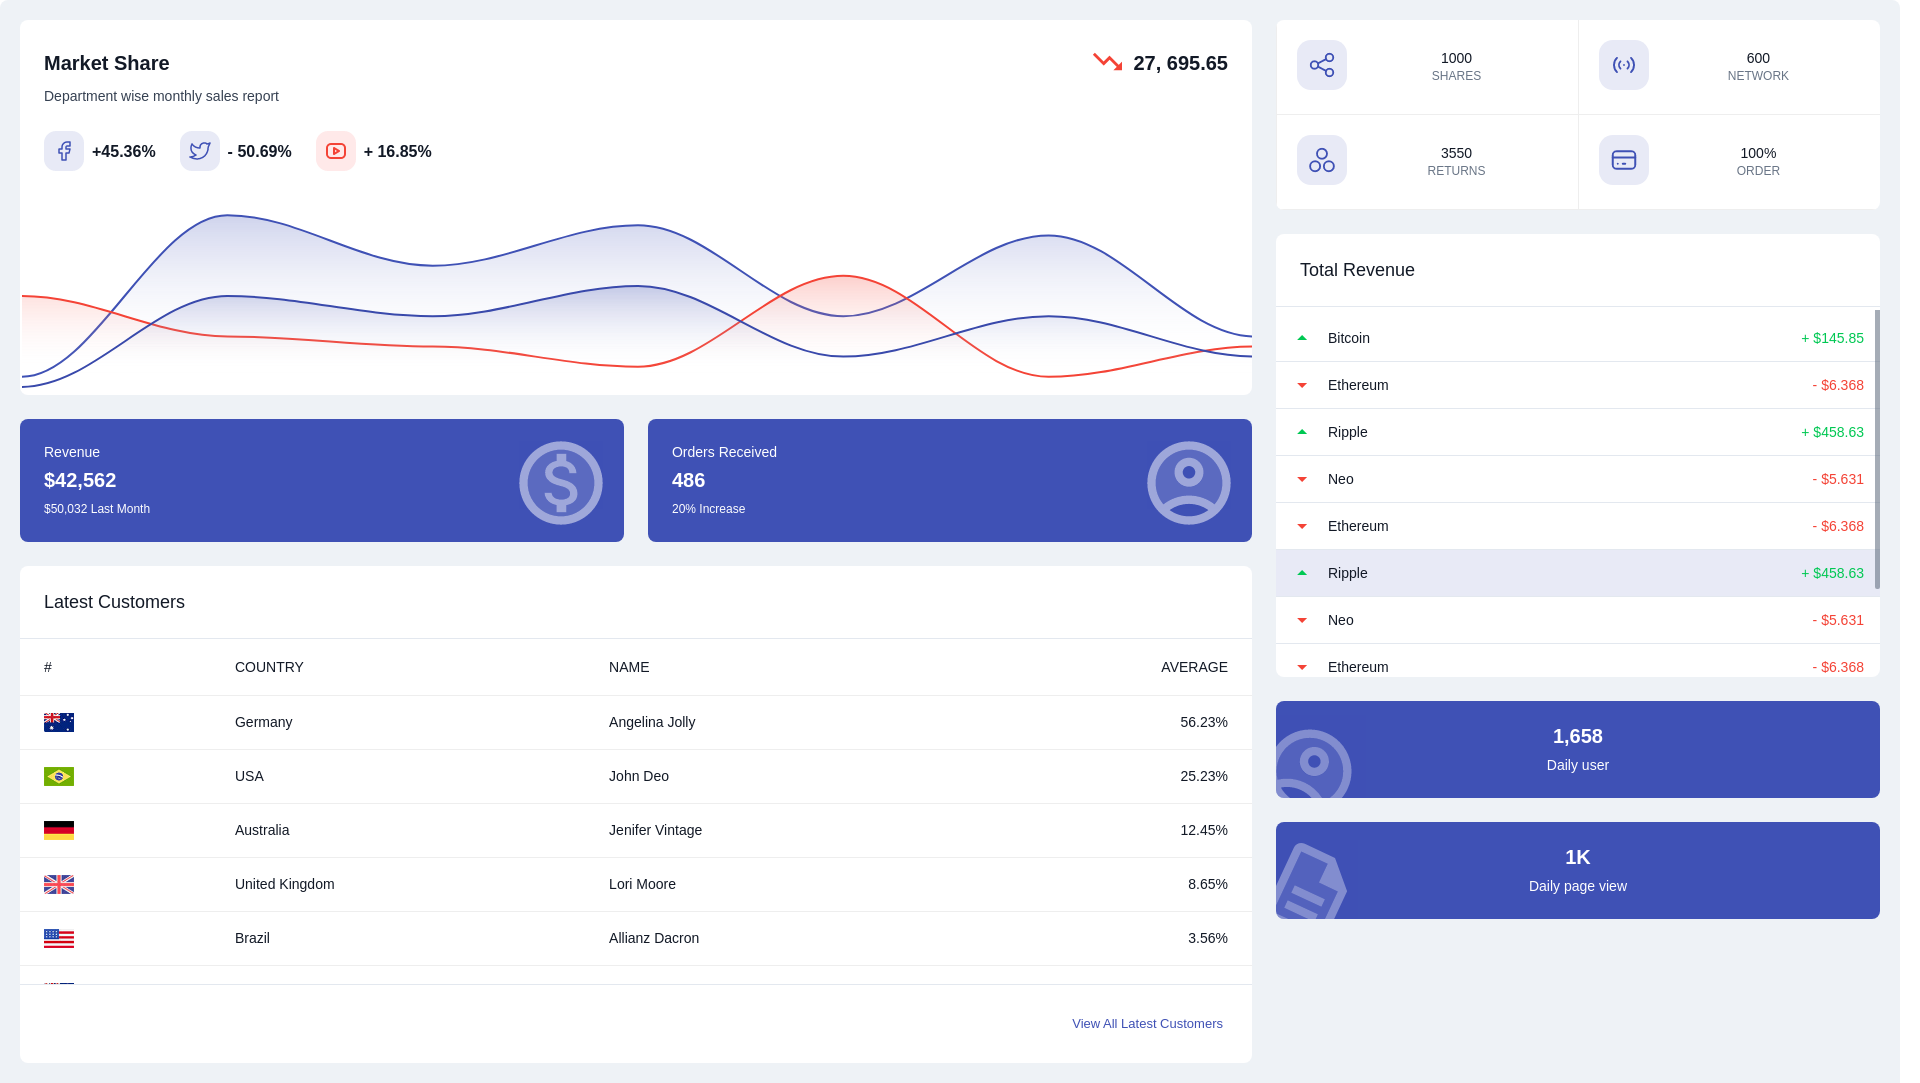 Market Share
27, 695.65
Department wise monthly sales report
+45.36%
- 50.69%
+ 16.85%
1000
SHARES
600
NETWORK
3550
RETURNS
100%
ORDER
Revenue
$42,562
$50,032 Last Month
Orders Received
486
20% Increase
Latest Customers
# COUNTRY NAME AVERAGE
Germany Angelina Jolly 56.23%
USA John Deo 25.23%
Australia Jenifer Vintage 12.45%
United Kingdom Lori Moore 8.65%
Brazil Allianz Dacron 3.56%
View All Latest Customers
Total Revenue
Bitcoin + $145.85
Ethereum - $6.368
Ripple + $458.63
Neo - $5.631
Ethereum - $6.368
Ripple + $458.63
Neo - $5.631
Ethereum - $6.368
1,658
Daily user
1K
Daily page view